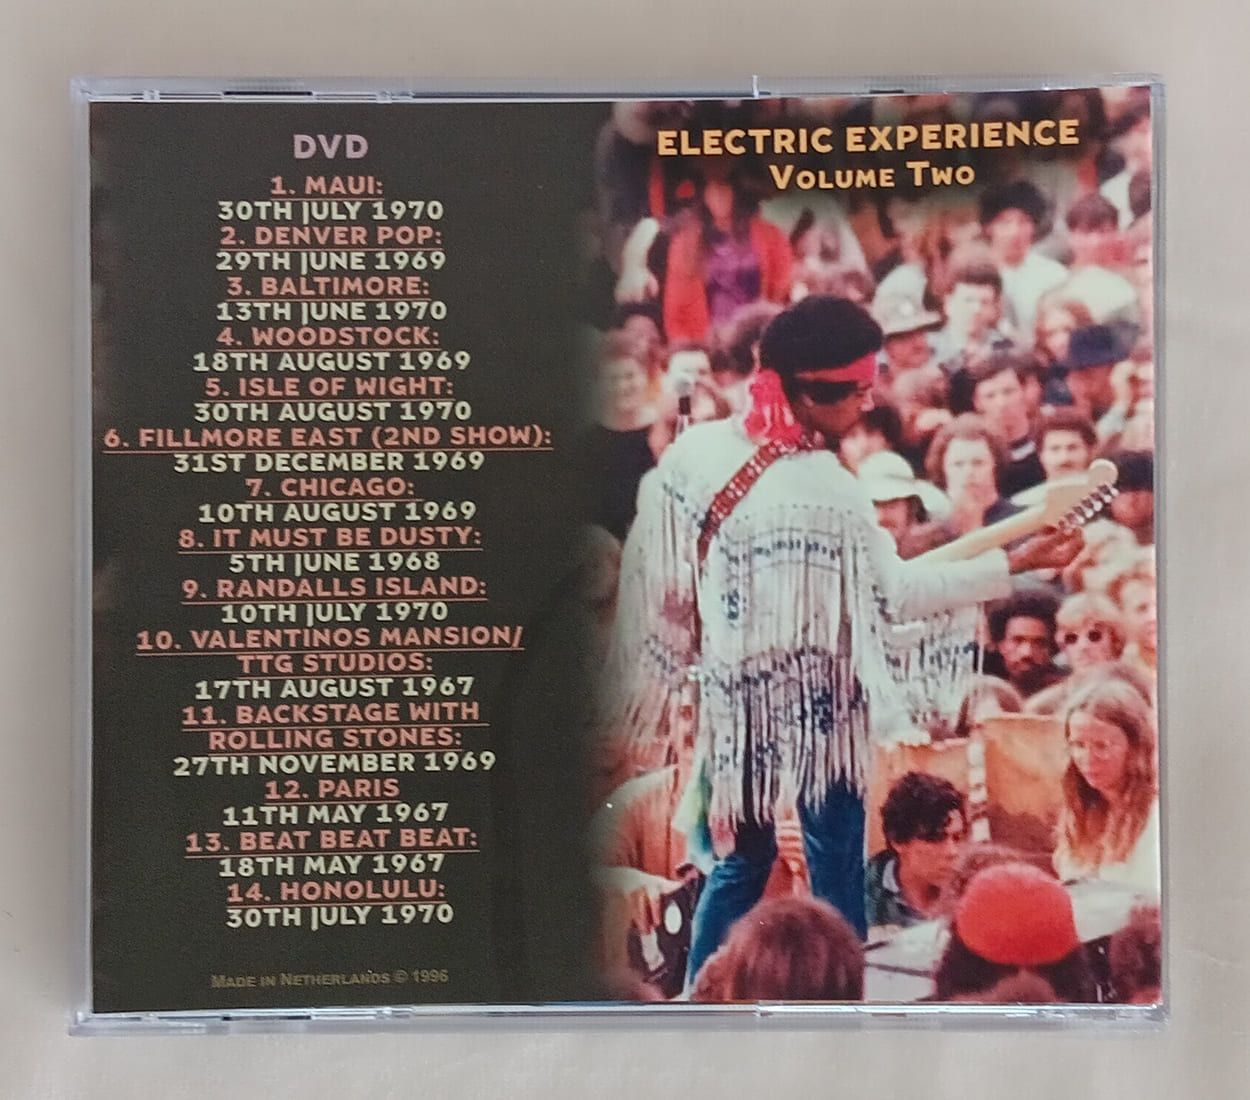 DVD
1. MAUI:
30TH JULY 1970
2. DENVER POP:
29TH JUNE 1969
3. BALTIMORE:
13TH JUNE 1970
4. WOODSTOCK:
18TH AUGUST 1969
5. ISLE OF WIGHT:
30TH AUGUST 1970
6. FILLMORE EAST (2ND SHOW):
31ST DECEMBER 1969
7. CHICAGO:
10TH AUGUST 1969
8. IT MUST BE DUSTY:
5TH JUNE 1968
9. RANDALLS ISLAND:
10TH JULY 1970
10. VALENTINOS MANSION/
TTG STUDIOS:
17TH AUGUST 1967
11. BACKSTAGE WITH
ROLLING STONES:
27TH NOVEMBER 1969
12. PARIS
11TH MAY 1967
13. BEAT BEAT BEAT:
18TH MAY 1967
14. HONOLULU:
30TH JULY 1970
MADE IN NETHERLANDS © 1996
ELECTRIC EXPERIENCE
VOLUME TWO